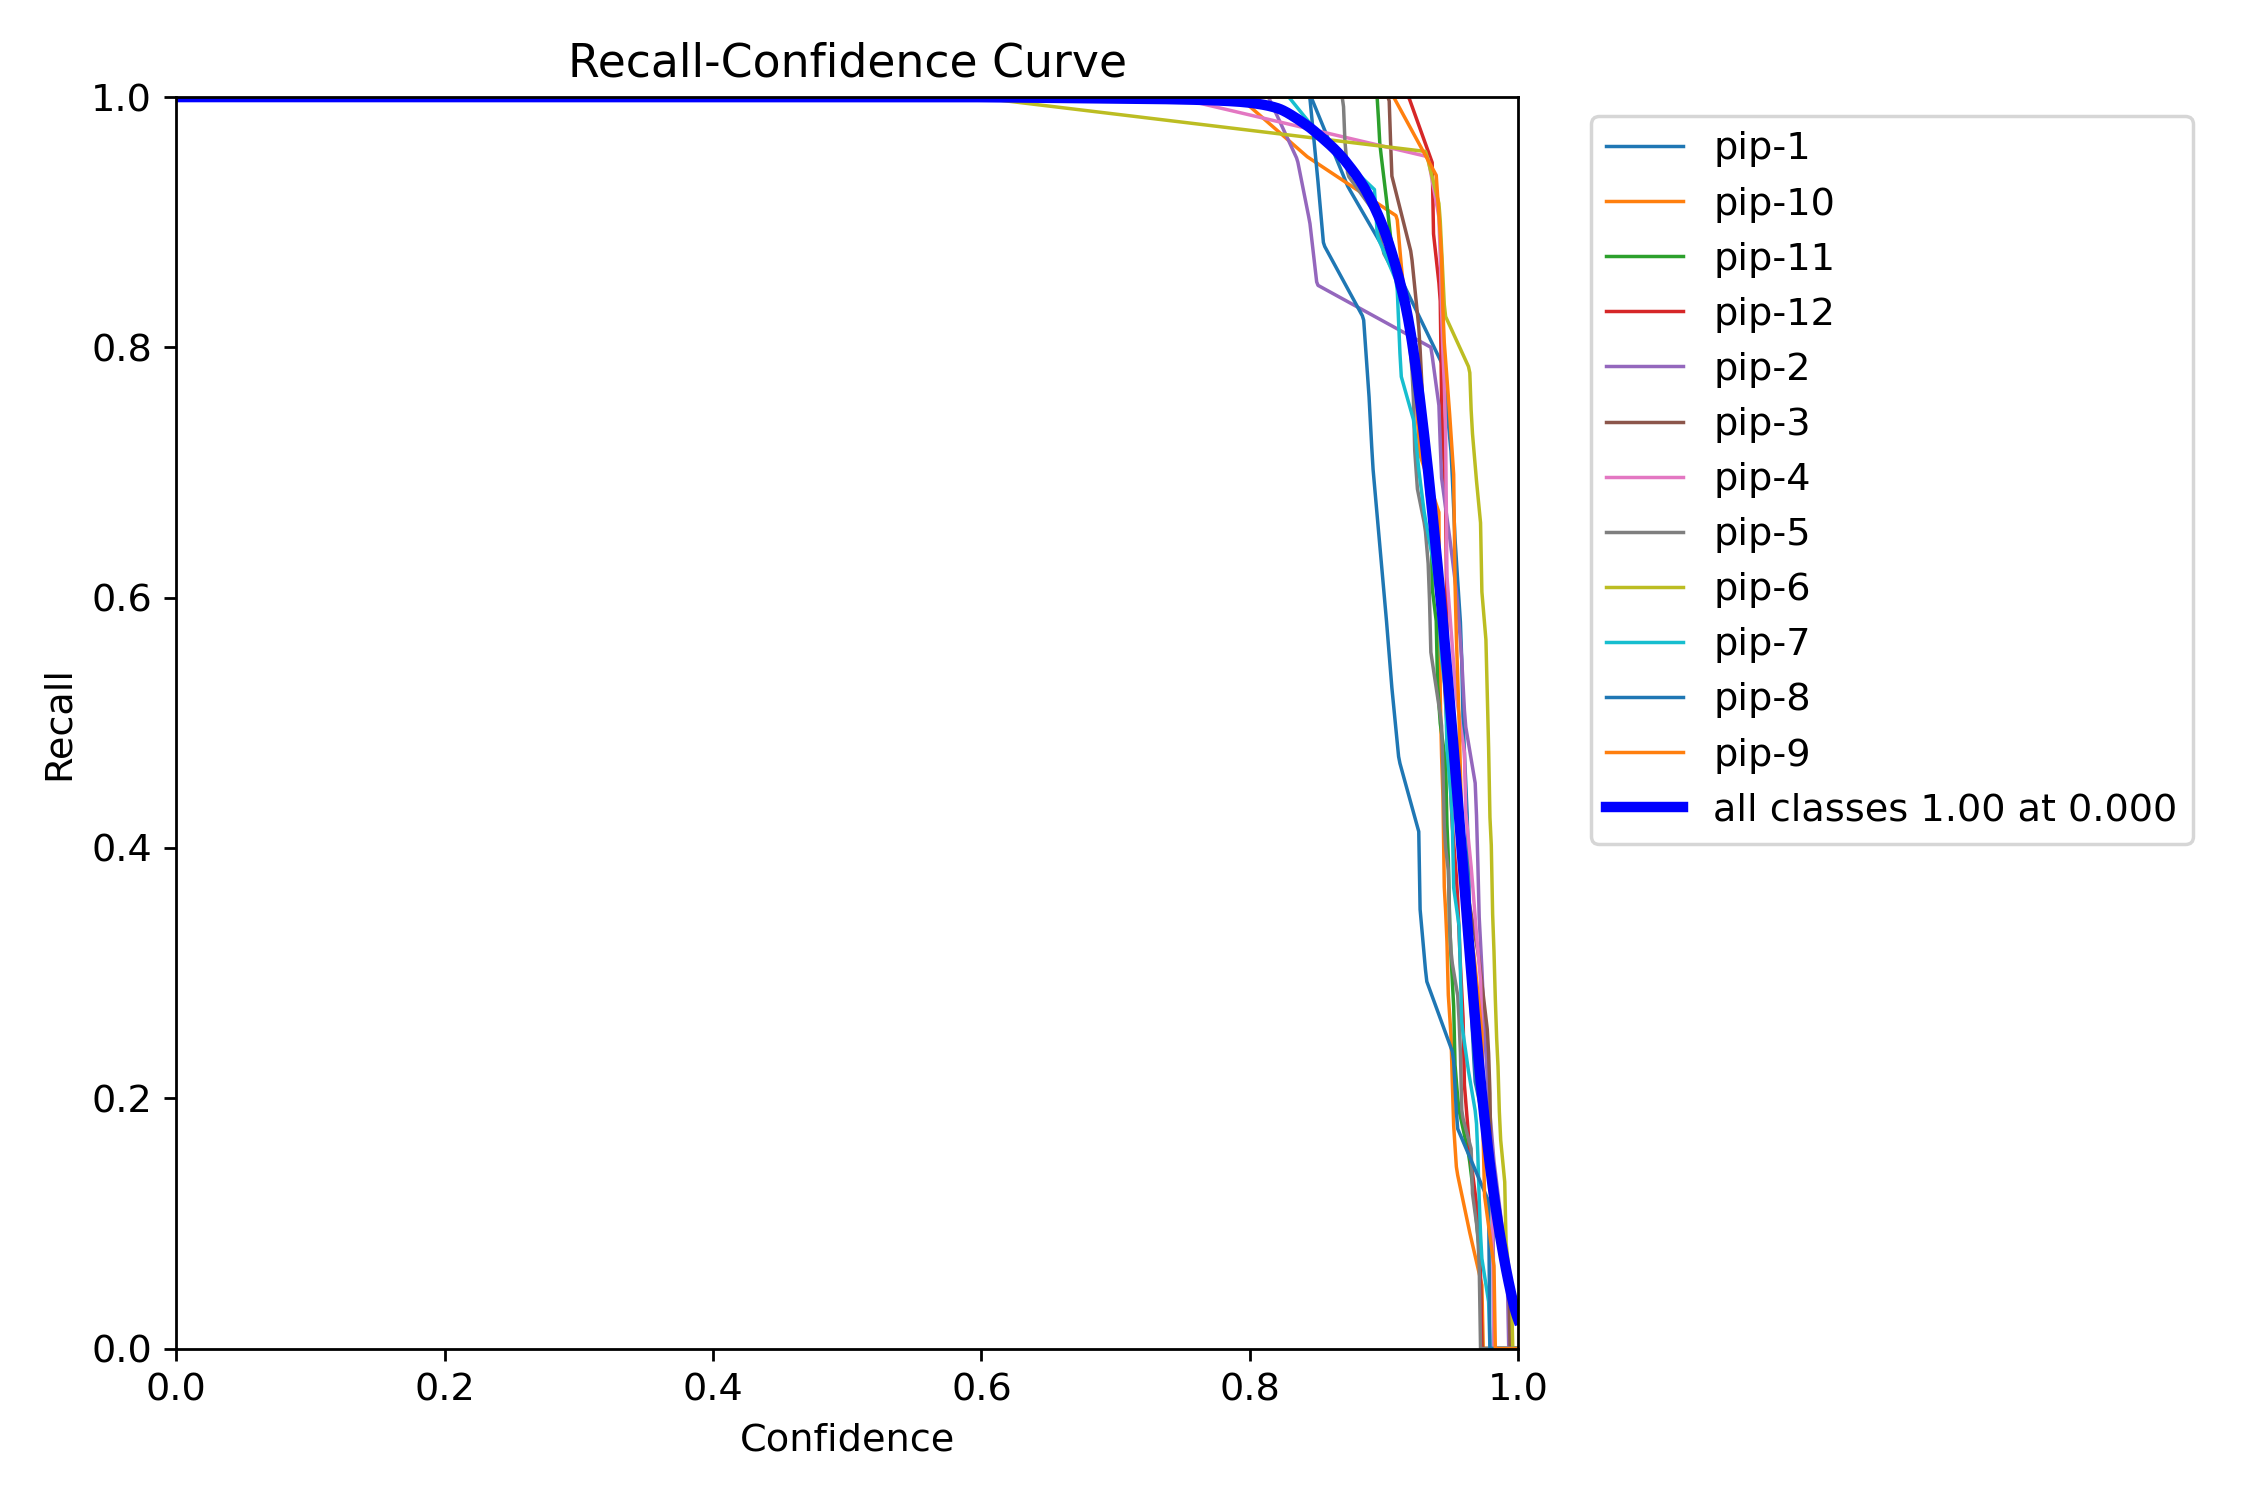 Recall-Confidence Curve
1.0
0.8
0.6
0.4
0.2
0.0
Recall
0.0 0.2 0.4 0.6 0.8 1.0
Confidence
pip-1
pip-10
pip-11
pip-12
pip-2
pip-3
pip-4
pip-5
pip-6
pip-7
pip-8
pip-9
all classes 1.00 at 0.000